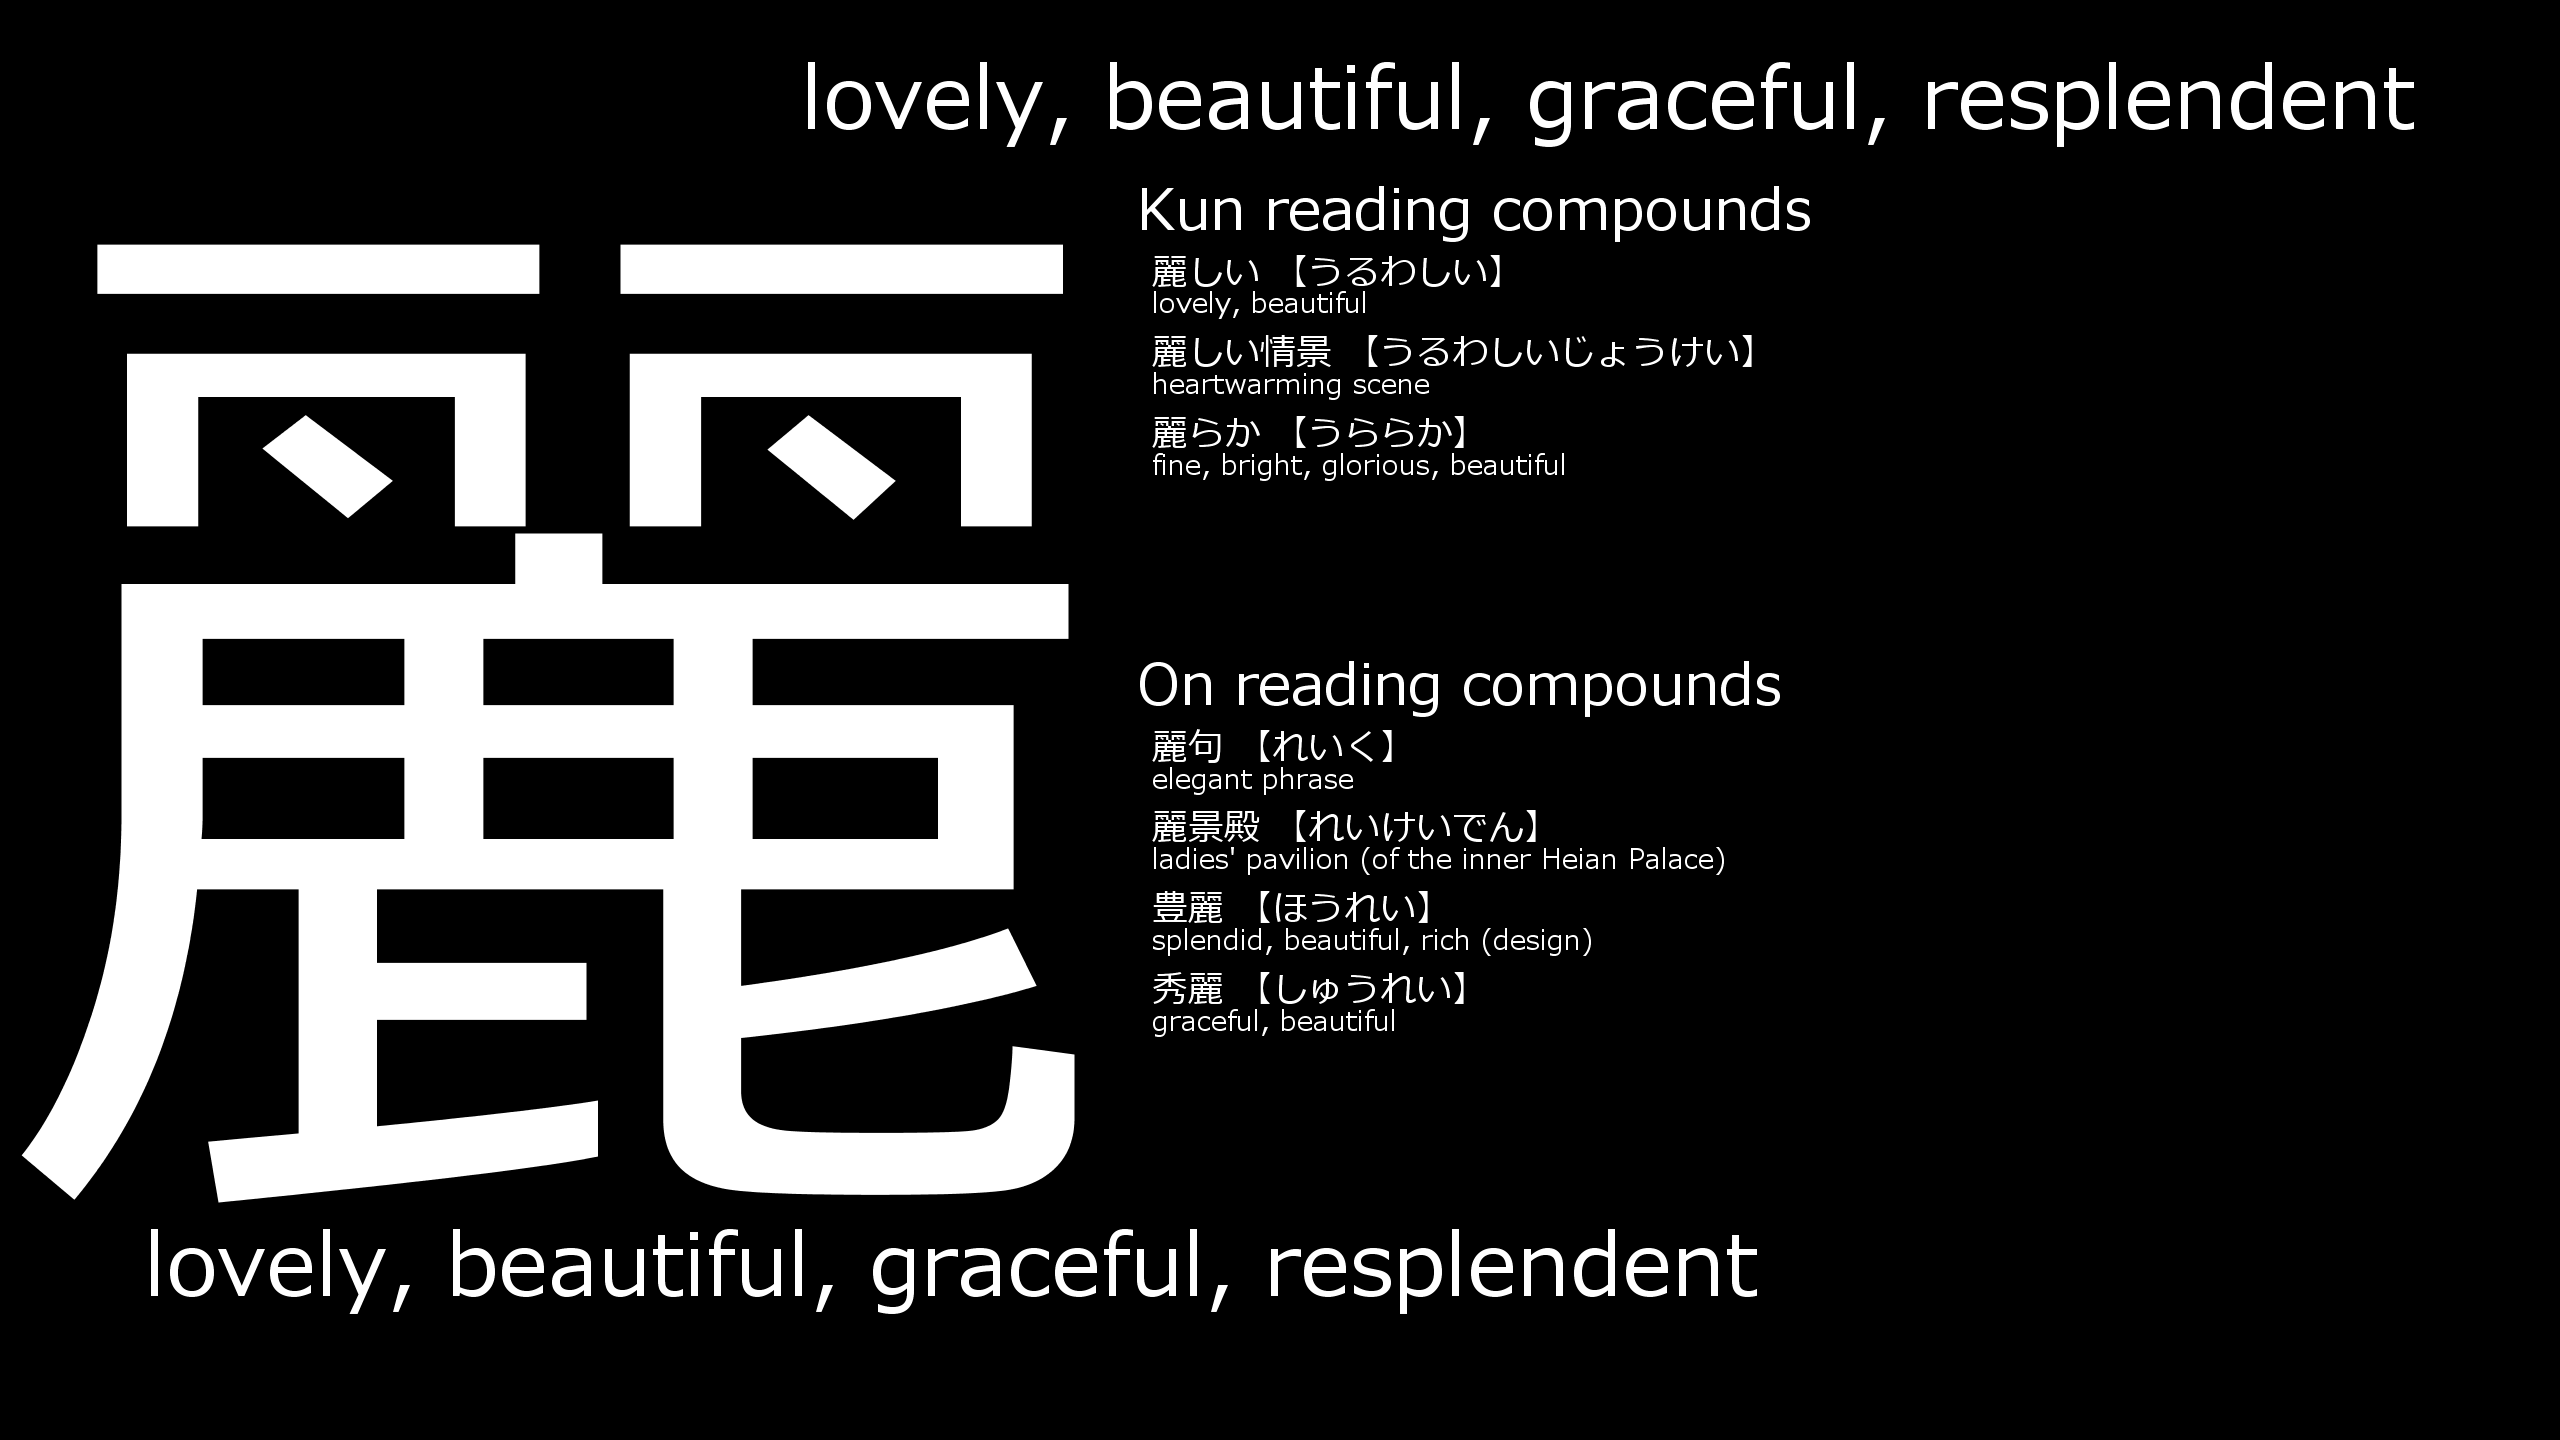 lovely, beautiful, graceful, resplendent
麗
Kun reading compounds
麗しい 【うるわしい】
lovely, beautiful
麗しい情景 【うるわしいじょうけい】
heartwarming scene
麗らか 【うららか】
fine, bright, glorious, beautiful
On reading compounds
麗句 【れいく】
elegant phrase
麗景殿 【れいけいでん】
ladies' pavilion (of the inner Heian Palace)
豊麗 【ほうれい】
splendid, beautiful, rich (design)
秀麗 【しゅうれい】
graceful, beautiful
lovely, beautiful, graceful, resplendent